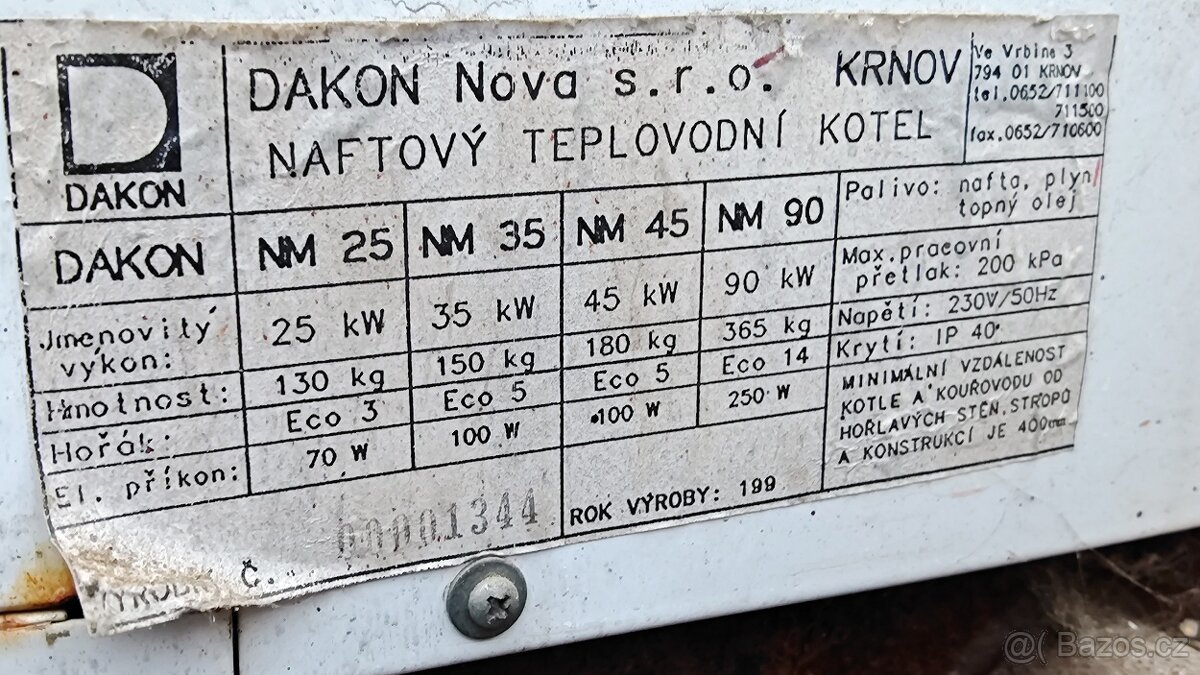 DAKON
DAKON Nova s.r.o. KRNOV
NAFTOVÝ TEPLOVODNÍ KOTEL
Ve Vrbině 3
794 01 KRNOV
tel.0652/711100
711500
fax.0652/710600
DAKON NM 25 NM 35 NM 45 NM 90
Jmenovitý výkon: 25 kW 35 kW 45 kW 90 kW
Hmotnost: 130 kg 150 kg 180 kg 365 kg
Hořák: Eco 3 Eco 5 Eco 5 Eco 14
El. příkon: 70 W 100 W 100 W 250 W
Č. 00001344
ROK VÝROBY: 199
Palivo: nafta, plyn
topný olej
Max.pracovní
přetlak: 200 kPa
Napětí: 230V/50Hz
Krytí: IP 40
MINIMÁLNÍ VZDÁLENOST
KOTLE A KOUŘOVODU OD
HOŘLAVÝCH STĚN,STROPŮ
A KONSTRUKCÍ JE 400mm
@( Bazos.cz